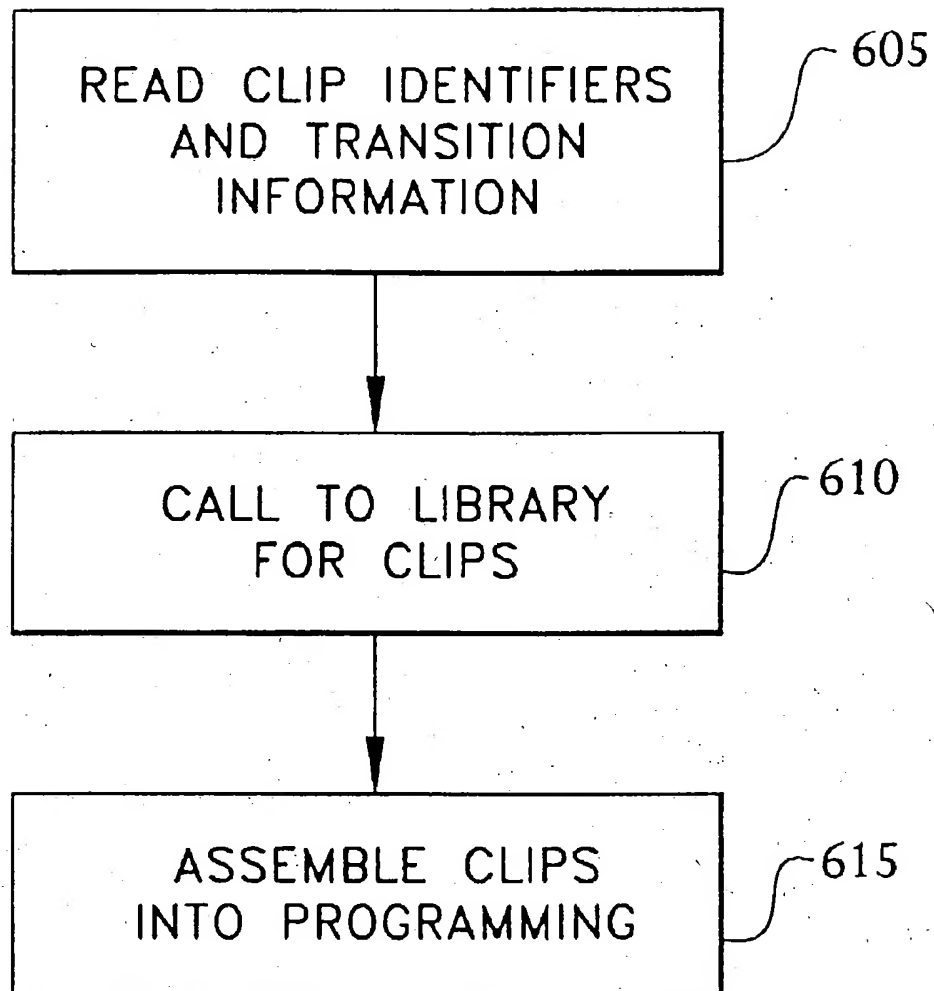 READ CLIP IDENTIFIERS
AND TRANSITION
INFORMATION
605
CALL TO LIBRARY
FOR CLIPS
610
ASSEMBLE CLIPS
INTO PROGRAMMING
615